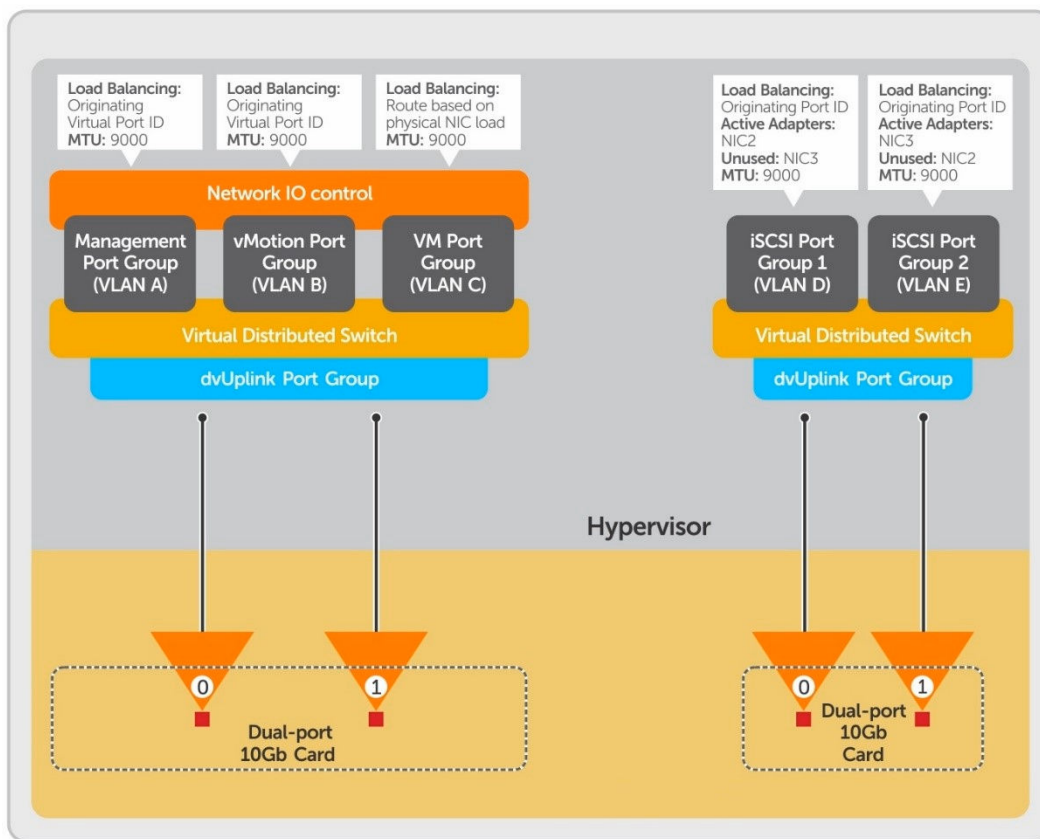 Load Balancing:
Originating
Virtual Port ID
MTU: 9000
Load Balancing:
Originating
Virtual Port ID
MTU: 9000
Load Balancing:
Route based on
physical NIC load
MTU: 9000
Load Balancing:
Originating Port ID
Active Adapters:
NIC2
Unused: NIC3
MTU: 9000
Load Balancing:
Originating Port ID
Active Adapters:
NIC3
Unused: NIC2
MTU: 9000
Network IO control
Management
Port Group
(VLAN A)
vMotion Port
Group
(VLAN B)
VM Port
Group
(VLAN C)
iSCSI Port
Group 1
(VLAN D)
iSCSI Port
Group 2
(VLAN E)
Virtual Distributed Switch
Virtual Distributed Switch
dvUplink Port Group
dvUplink Port Group
Hypervisor
0
1
0
1
Dual-port
10Gb Card
Dual-port
10Gb
Card